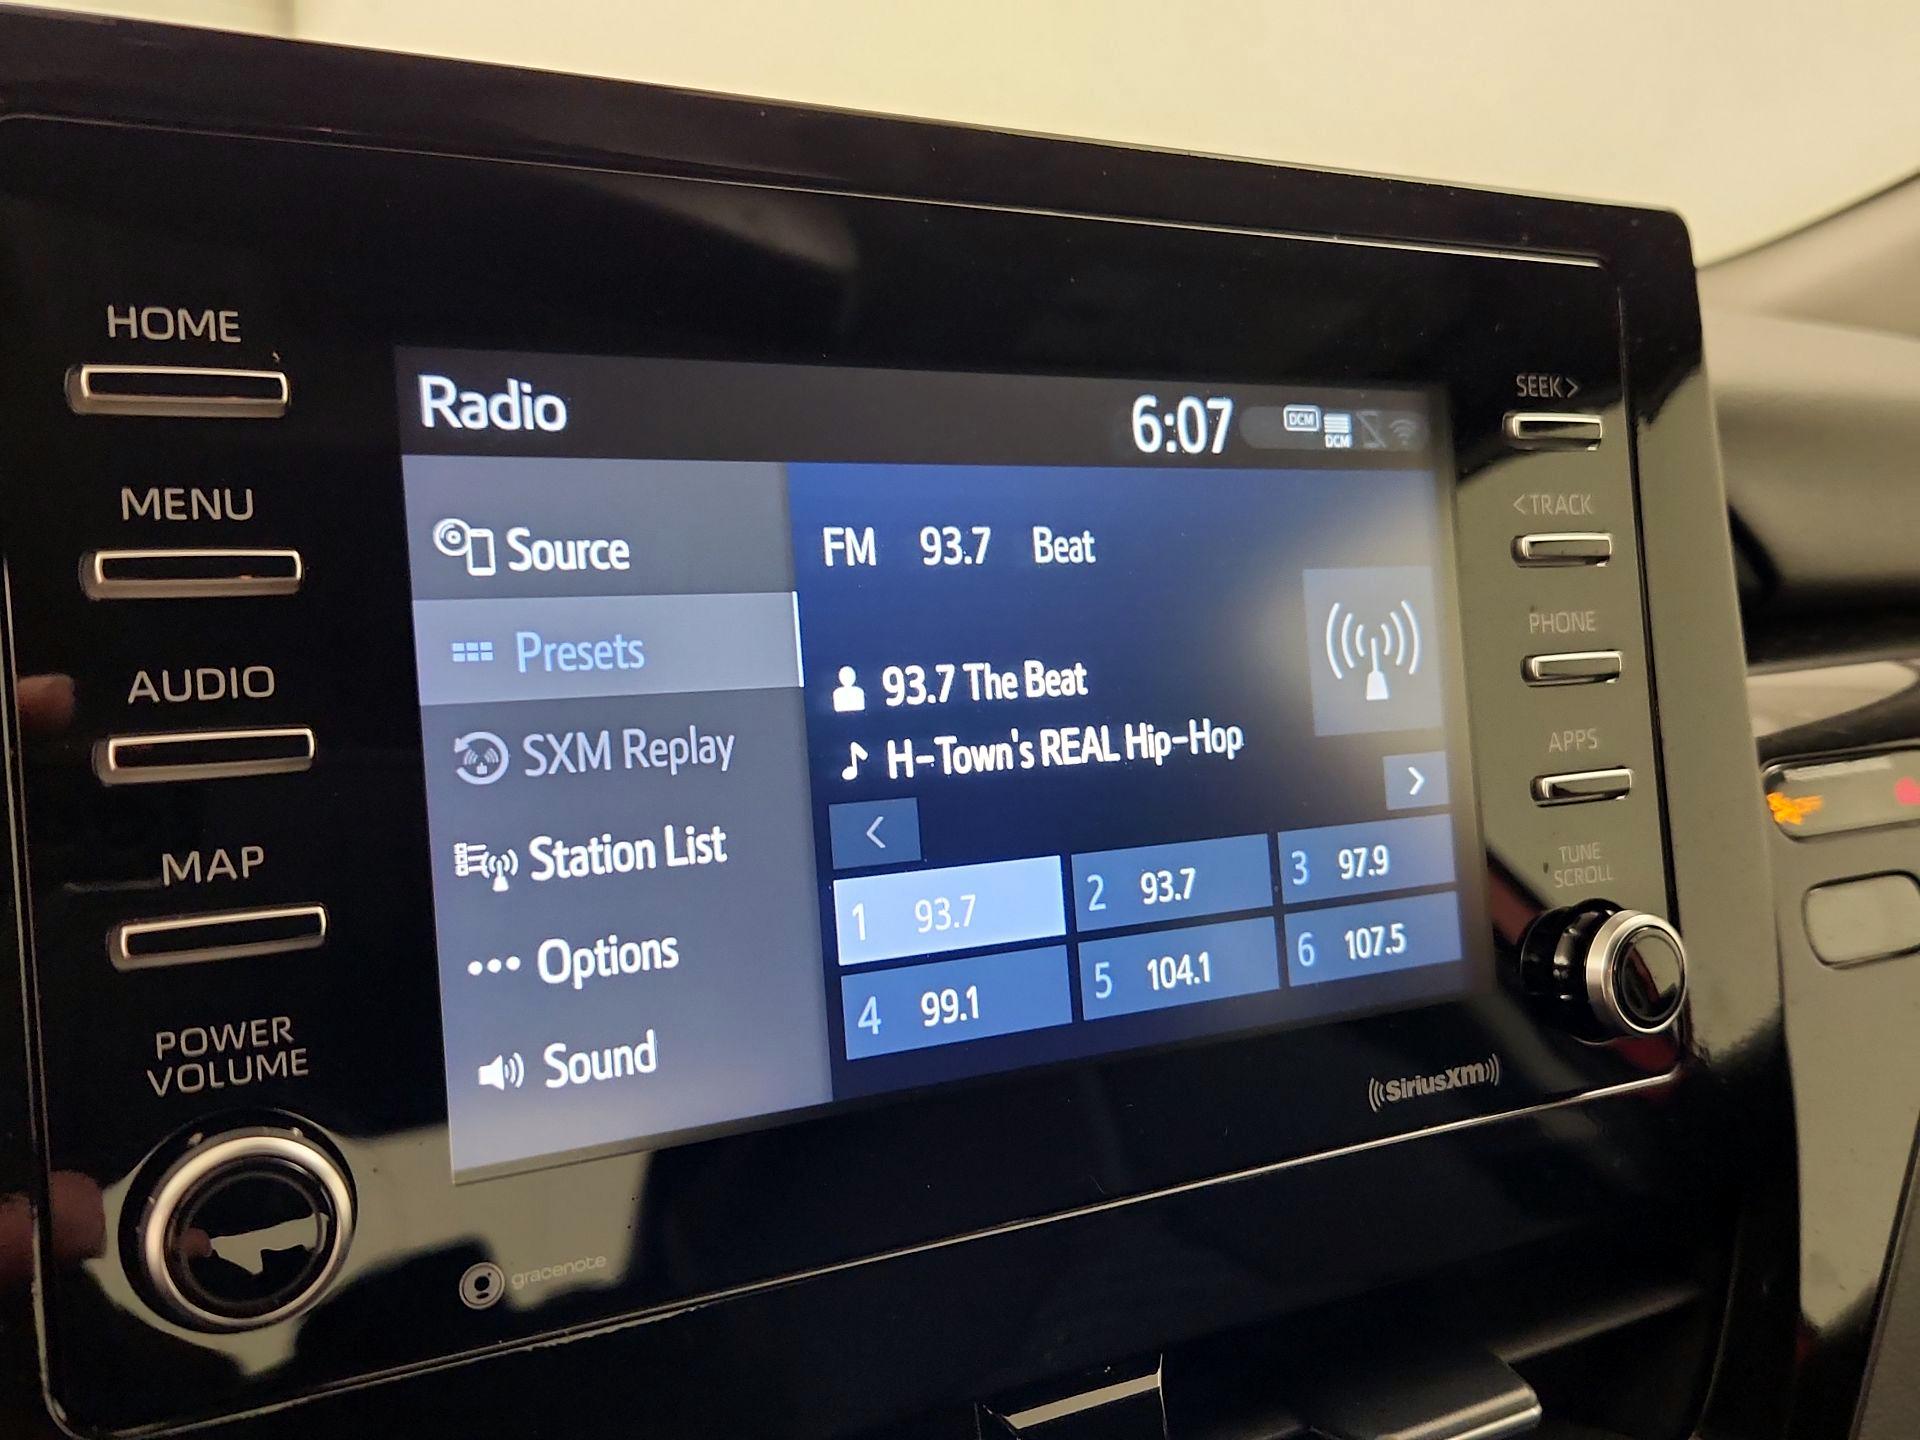 HOME
MENU
AUDIO
MAP
POWER
VOLUME
Radio
6:07
DCM
DCM
Source
Presets
SXM Replay
Station List
Options
Sound
FM 93.7 Beat
93.7 The Beat
H-Town's REAL Hip-Hop
<
>
1 93.7
2 93.7
3 97.9
4 99.1
5 104.1
6 107.5
SEEK>
<TRACK
PHONE
APPS
TUNE
SCROLL
SiriusXM
gracenote